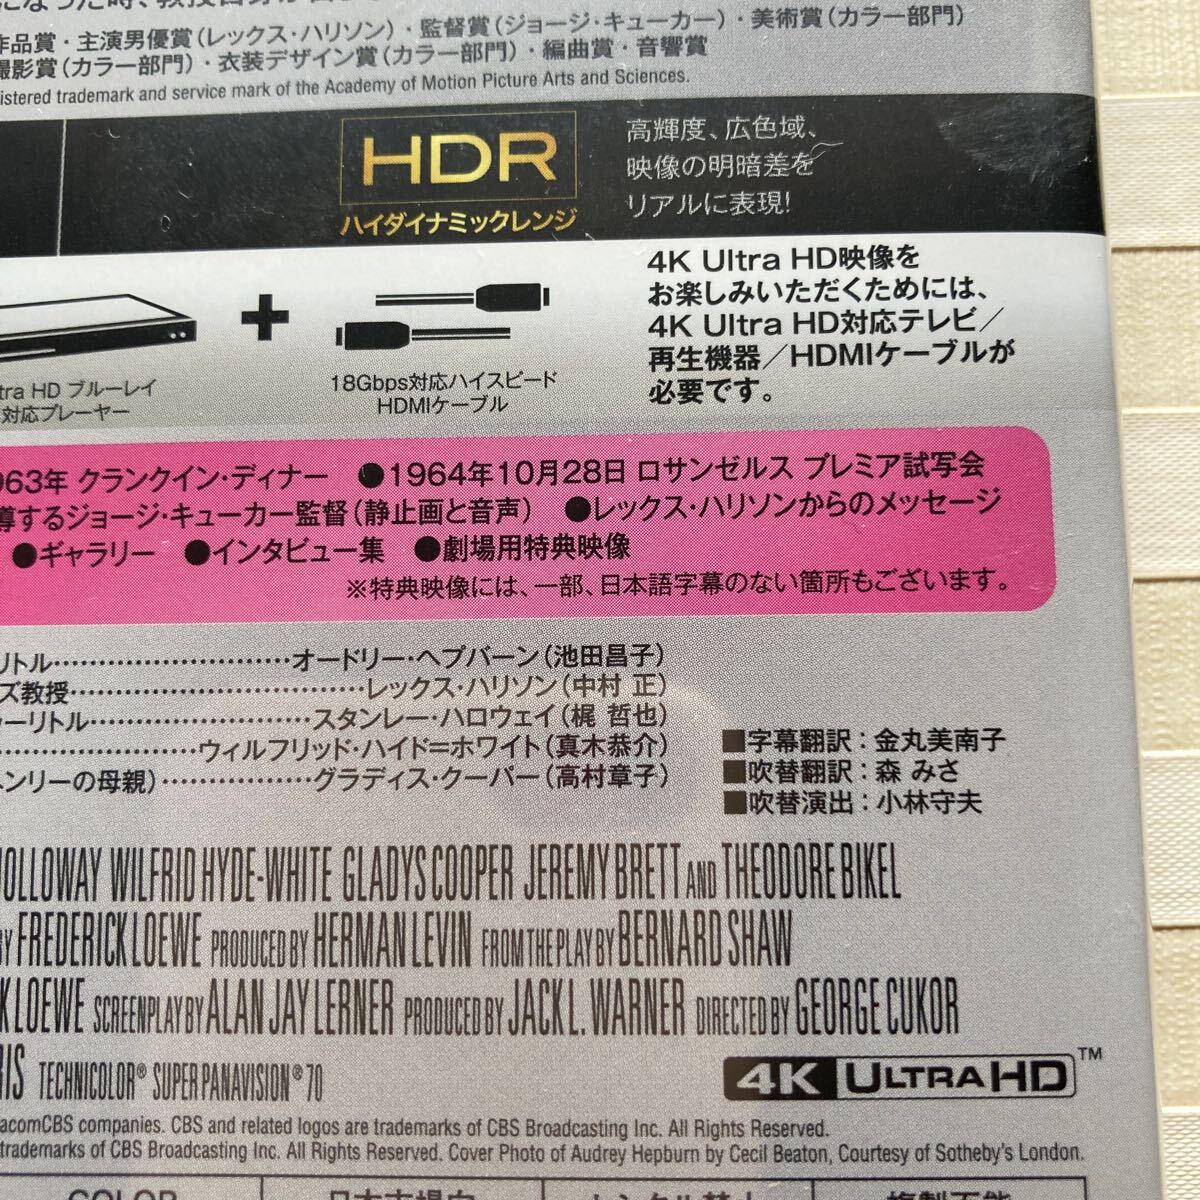 作品賞・主演男優賞(レックス・ハリソン)・監督賞(ジョージ・キューカー)・美術賞(カラー部門)
撮影賞(カラー部門)・衣装デザイン賞(カラー部門)・編曲賞・音響賞
istered trademark and service mark of the Academy of Motion Picture Arts and Sciences.
HDR
ハイダイナミックレンジ
高輝度、広色域、
映像の明暗差を
リアルに表現!
tra HD ブルーレイ
対応プレーヤー
+
18Gbps対応ハイスピード
HDMIケーブル
4K Ultra HD映像を
お楽しみいただくためには、
4K Ultra HD対応テレビ/
再生機器/HDMIケーブルが
必要です。
963年 クランクイン・ディナー ●1964年10月28日 ロサンゼルス プレミア試写会
導するジョージ・キューカー監督(静止画と音声) ●レックス・ハリソンからのメッセージ
●ギャラリー ●インタビュー集 ●劇場用特典映像
※特典映像には、一部、日本語字幕のない箇所もございます。
リトル……………………オードリー・ヘプバーン(池田昌子)
ズ教授……………………レックス・ハリソン(中村 正)
ゥーリトル…………………スタンレー・ハロウェイ(梶 哲也)
……………ウィルフリッド・ハイド=ホワイト(真木恭介)
ヘンリーの母親)……………グラディス・クーパー(高村章子)
■字幕翻訳:金丸美南子
■吹替翻訳:森 みさ
■吹替演出:小林守夫
HOLLOWAY WILFRID HYDE-WHITE GLADYS COOPER JEREMY BRETT AND THEODORE BIKEL
BY FREDERICK LOEWE PRODUCED BY HERMAN LEVIN FROM THE PLAY BY BERNARD SHAW
K LOEWE SCREENPLAY BY ALAN JAY LERNER PRODUCED BY JACK L. WARNER DIRECTED BY GEORGE CUKOR
RIS TECHNICOLOR® SUPER PANAVISION® 70
4K ULTRA HD™
acomCBS companies. CBS and related logos are trademarks of CBS Broadcasting Inc. All Rights Reserved.
trademarks of CBS Broadcasting Inc. All Rights Reserved. Cover Photo of Audrey Hepburn by Cecil Beaton, Courtesy of Sotheby's London.
COLOR 日本市場向 レンタル禁止 複製不能